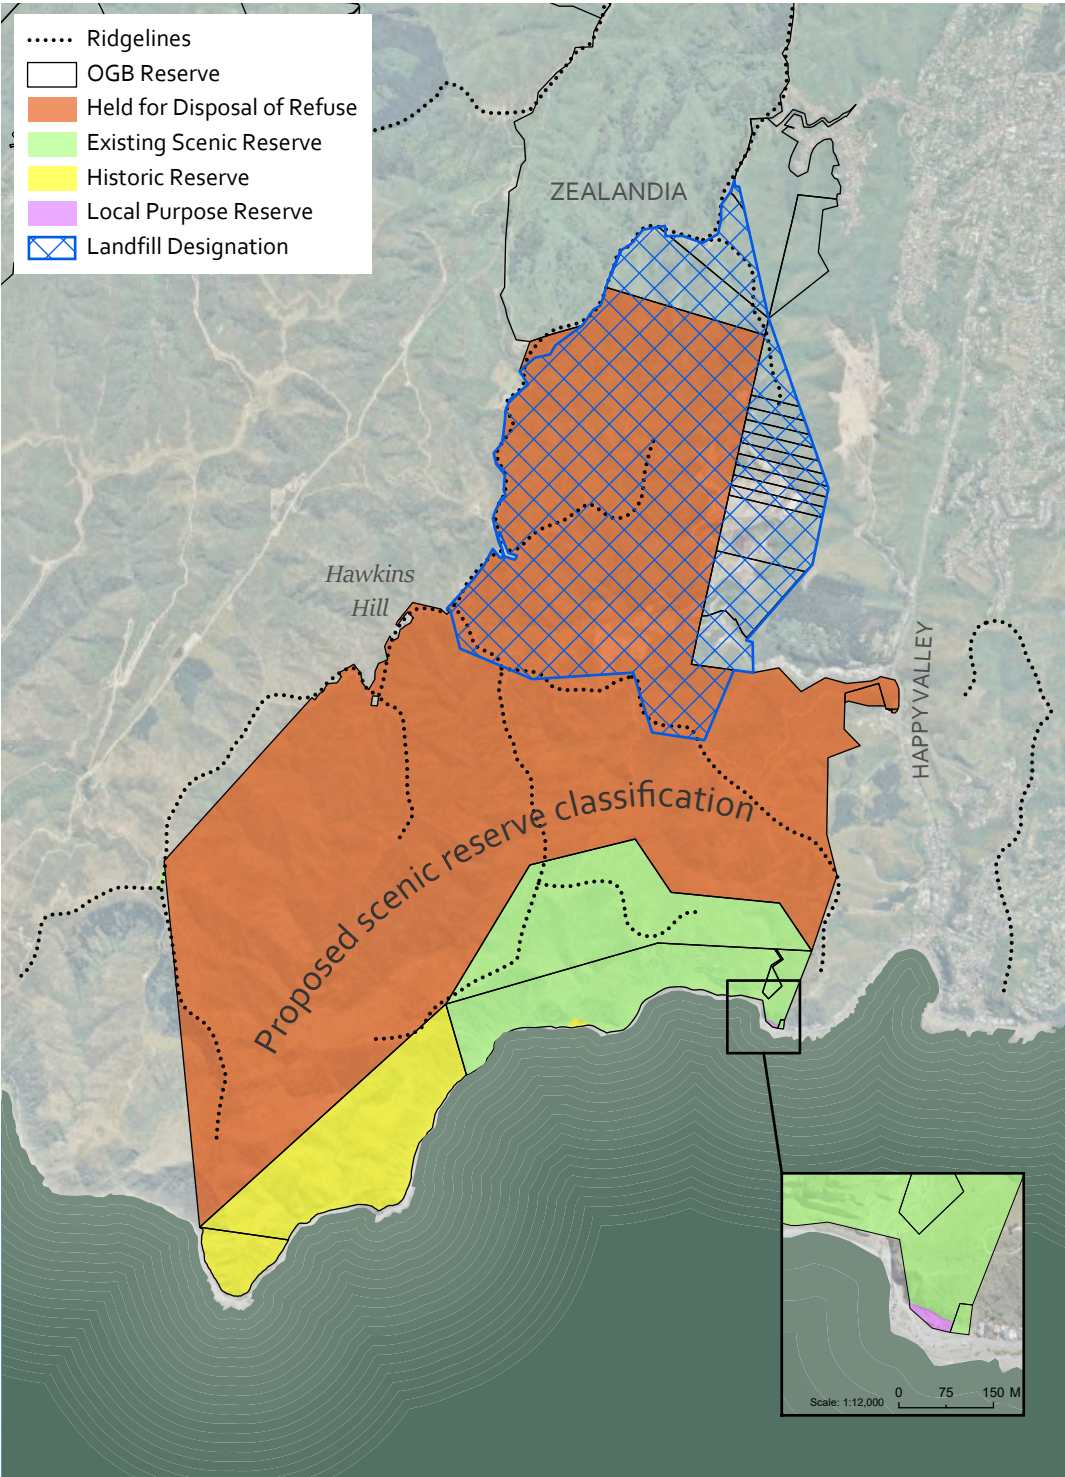 Ridgelines
OGB Reserve
Held for Disposal of Refuse
Existing Scenic Reserve
Historic Reserve
Local Purpose Reserve
Landfill Designation
ZEALANDIA
Hawkins
Hill
HAPPY VALLEY
Proposed scenic reserve classification
Scale: 1:12,000
0 75 150 M